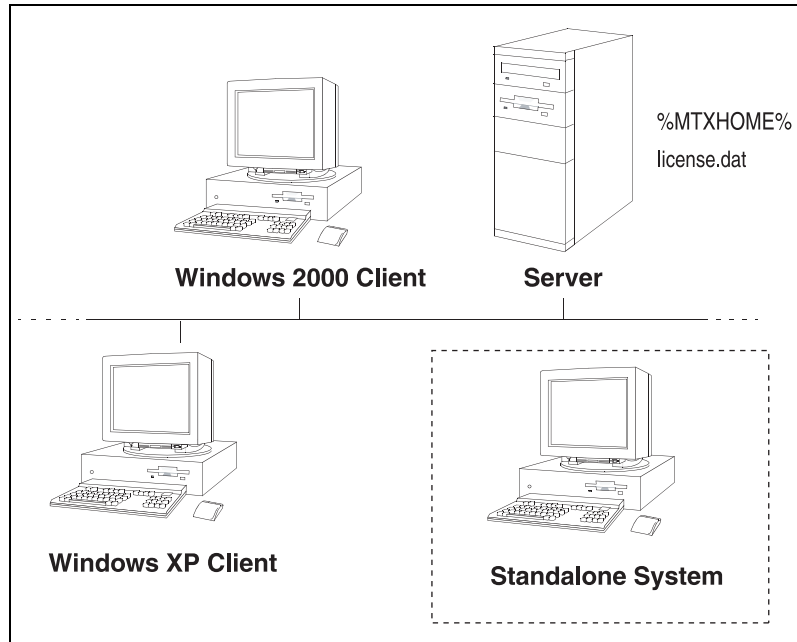 %MTXHOME%
license.dat
Windows 2000 Client
Server
Windows XP Client
Standalone System